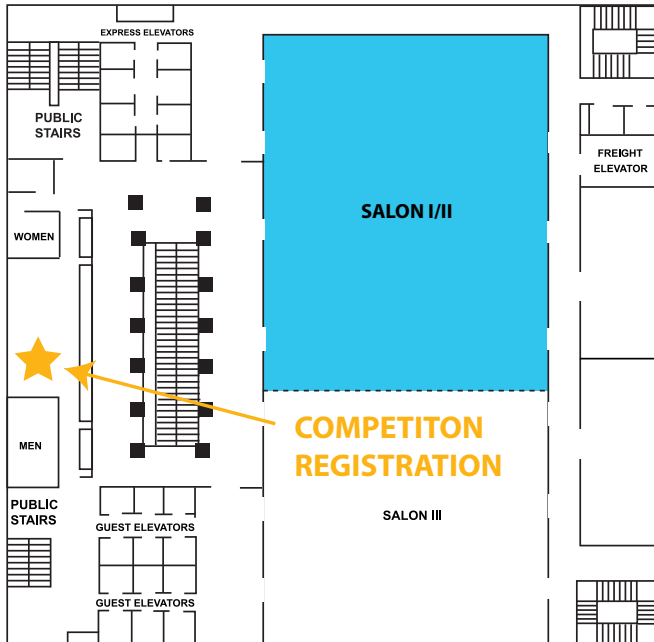 EXPRESS ELEVATORS
PUBLIC
STAIRS
FREIGHT
ELEVATOR
SALON I/II
WOMEN
COMPETITON
REGISTRATION
MEN
SALON III
PUBLIC
STAIRS
GUEST ELEVATORS
GUEST ELEVATORS